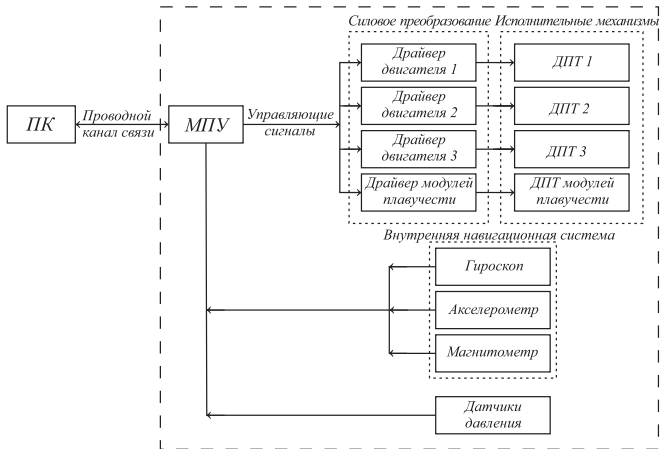 Силовое преобразование
Исполнительные механизмы
Драйвер
двигателя 1
ДПТ 1
Драйвер
двигателя 2
ДПТ 2
ПК
Проводной
канал связи
МПУ
Управляющие
сигналы
Драйвер
двигателя 3
ДПТ 3
Драйвер модулей
плавучести
ДПТ модулей
плавучести
Внутренняя навигационная система
Гироскоп
Акселерометр
Магнитометр
Датчики
давления